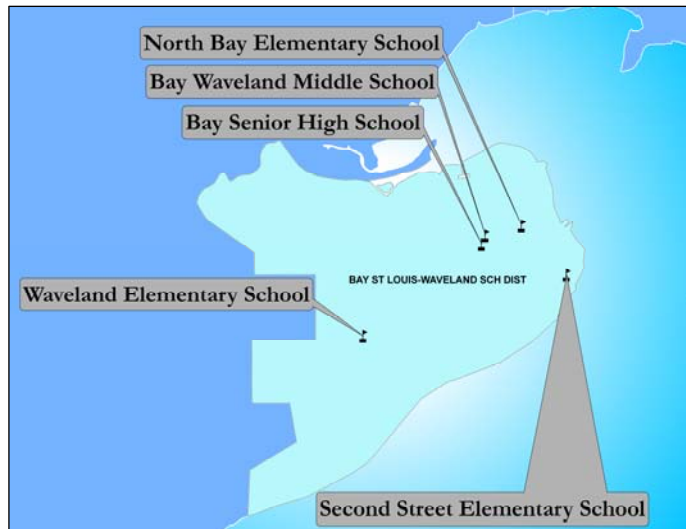 North Bay Elementary School
Bay Waveland Middle School
Bay Senior High School
BAY ST LOUIS-WAVELAND SCH DIST
Waveland Elementary School
Second Street Elementary School